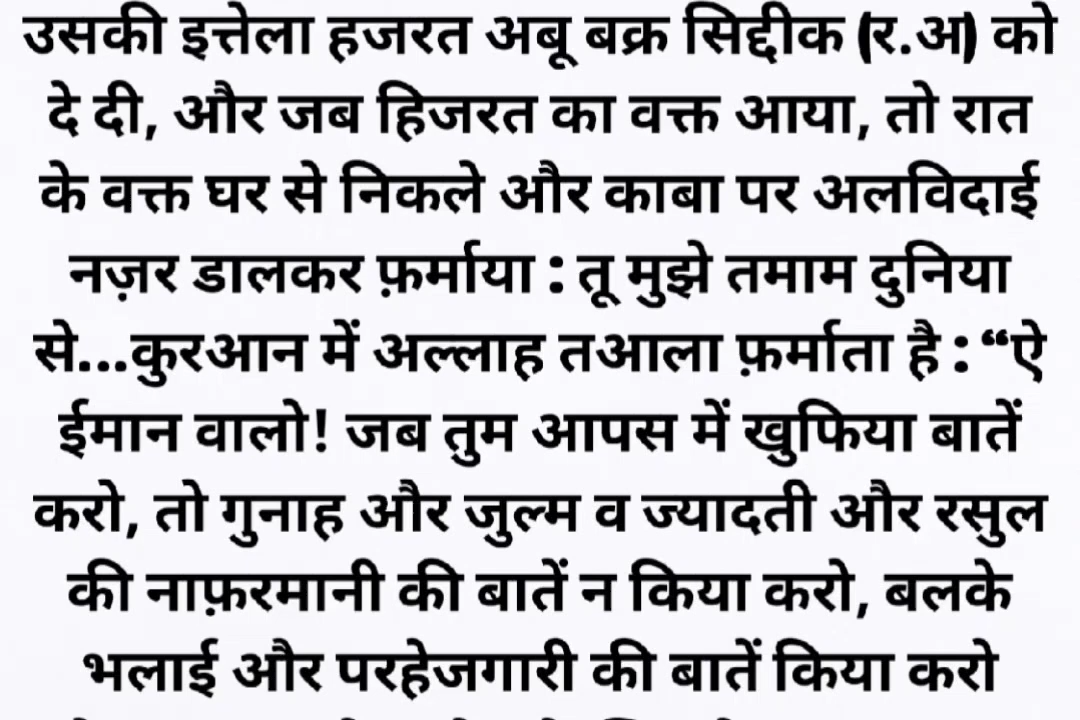 उसकी इत्तेला हजरत अबू बक्र सिद्दीक (र.अ) को
दे दी, और जब हिजरत का वक्त आया, तो रात
के वक्त घर से निकले और काबा पर अलविदाई
नज़र डालकर फ़र्माया : तू मुझे तमाम दुनिया
से...कुरआन में अल्लाह तआला फ़र्माता है : “ऐ
ईमान वालो! जब तुम आपस में खुफिया बातें
करो, तो गुनाह और जुल्म व ज्यादती और रसुल
की नाफ़रमानी की बातें न किया करो, बलके
भलाई और परहेजगारी की बातें किया करो